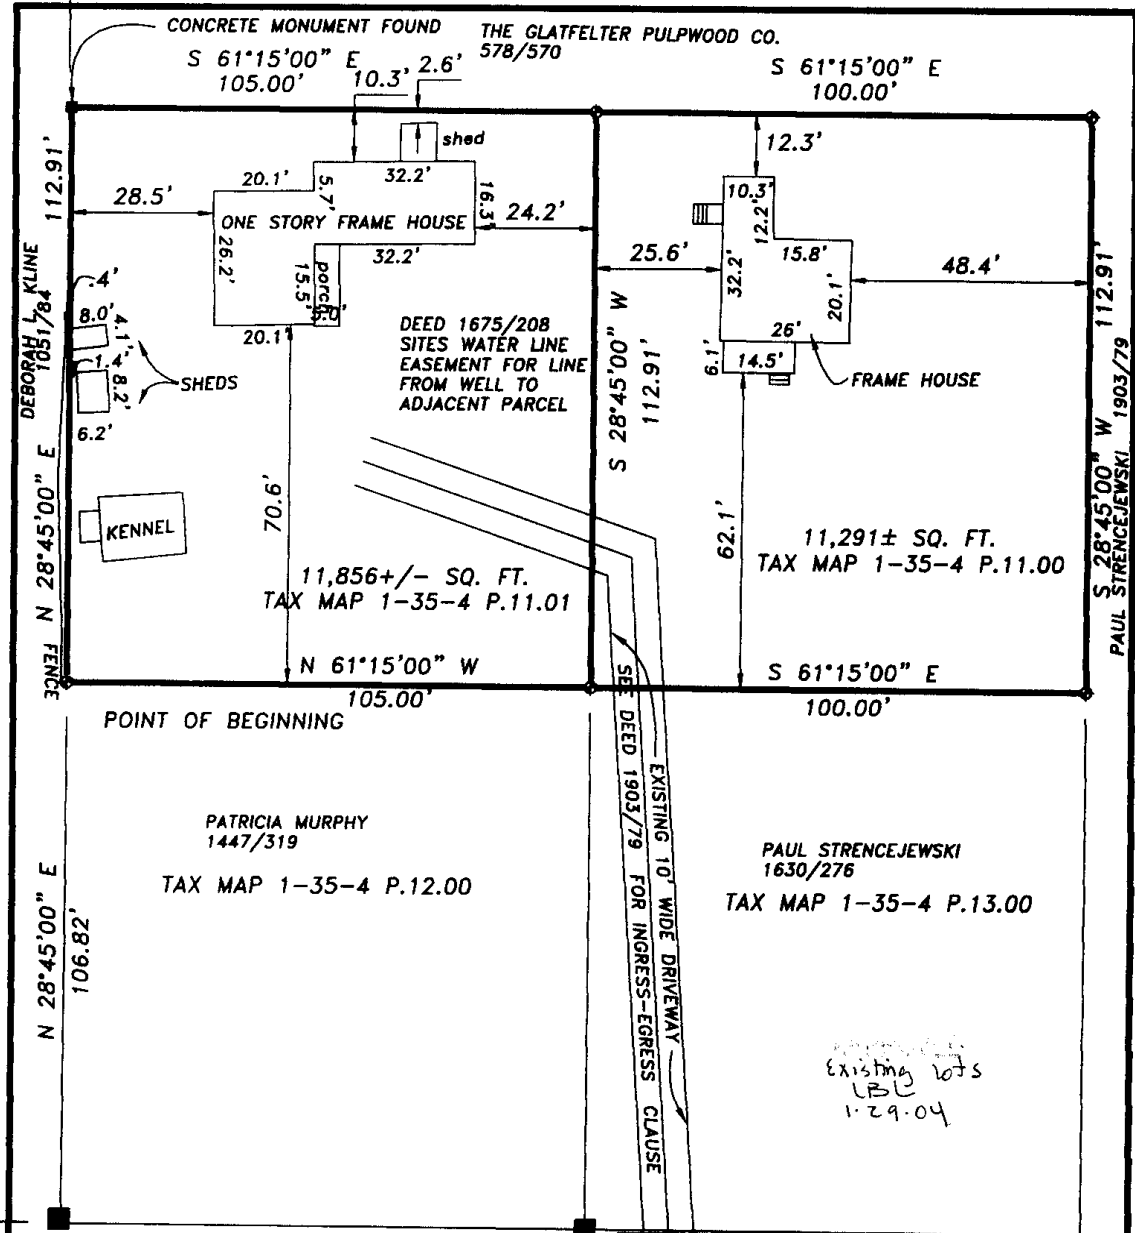 CONCRETE MONUMENT FOUND
THE GLATFELTER PULPWOOD CO.
578/570
S 61°15'00" E
105.00'
10.3'
2.6'
S 61°15'00" E
100.00'
112.91'
shed
12.3'
28.5'
20.1'
5.7'
32.2'
16.3'
24.2'
ONE STORY FRAME HOUSE
26.2'
32.2'
porch
15.5'
5.0'
20.1'
10.3'
12.2'
15.8'
32.2'
20.1'
26'
25.6'
48.4'
6.1'
14.5'
FRAME HOUSE
112.91'
DEBORAH L. KLINE
1051/84
.4'
8.0'
4.1'
1.4'
8.2'
6.2'
SHEDS
DEED 1675/208
SITES WATER LINE
EASEMENT FOR LINE
FROM WELL TO
ADJACENT PARCEL
S 28°45'00" W
112.91'
S 28°45'00" W
PAUL STRENCEJEWSKI 1903/79
N 28°45'00" E
FENCE
KENNEL
70.6'
62.1'
11,856+/- SQ. FT.
TAX MAP 1-35-4 P.11.01
11,291± SQ. FT.
TAX MAP 1-35-4 P.11.00
N 61°15'00" W
105.00'
S 61°15'00" E
100.00'
POINT OF BEGINNING
SEE DEED 1903/79 FOR INGRESS-EGRESS CLAUSE
EXISTING 10' WIDE DRIVEWAY
PATRICIA MURPHY
1447/319
TAX MAP 1-35-4 P.12.00
PAUL STRENCEJEWSKI
1630/276
TAX MAP 1-35-4 P.13.00
N 28°45'00" E
106.82'
Existing lots
LBL
1·29·04